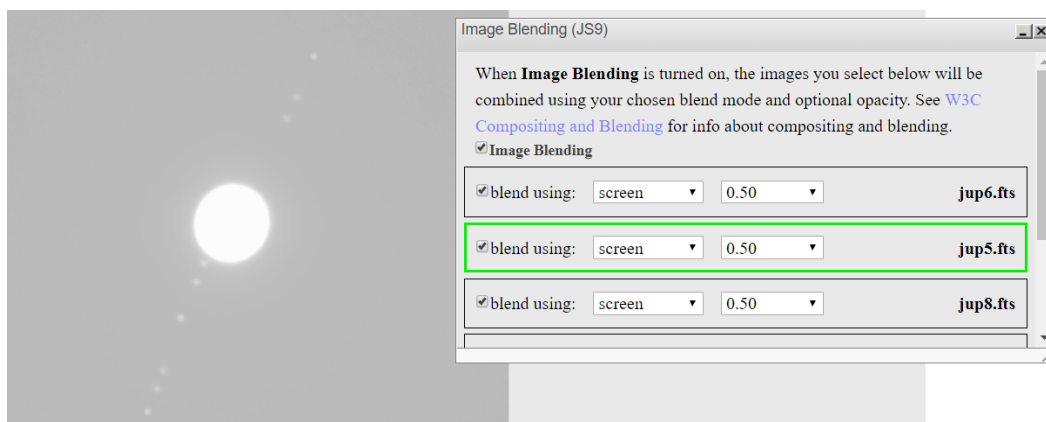 Image Blending (JS9)
When Image Blending is turned on, the images you select below will be
combined using your chosen blend mode and optional opacity. See W3C
Compositing and Blending for info about compositing and blending.
Image Blending
blend using: screen 0.50 jup6.fts
blend using: screen 0.50 jup5.fts
blend using: screen 0.50 jup8.fts